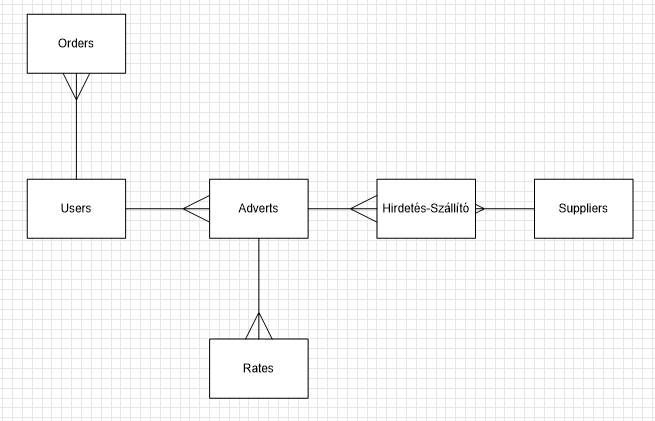 Orders
Users
Adverts
Hirdetés-Szállító
Suppliers
Rates